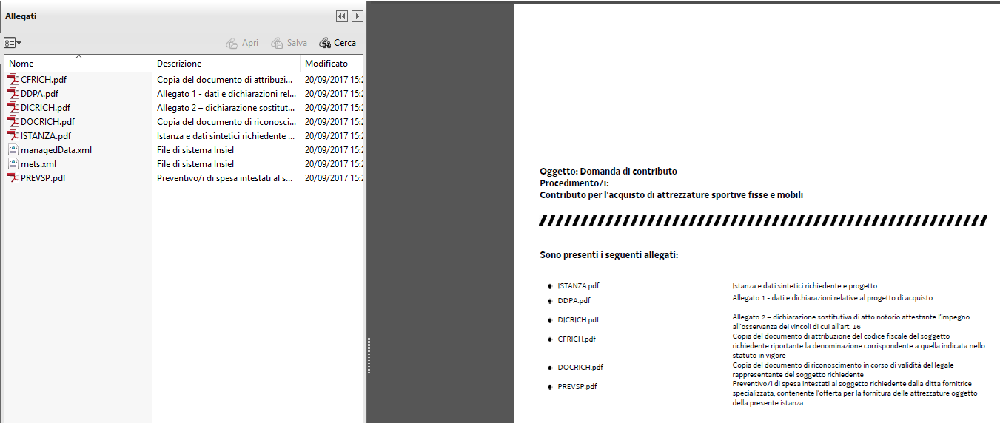 Allegati
Apri Salva Cerca
Nome Descrizione Modificato
CFRICH.pdf Copia del documento di attribuzi... 20/09/2017 15:
DDPA.pdf Allegato 1 - dati e dichiarazioni rel... 20/09/2017 15:
DICRICH.pdf Allegato 2 – dichiarazione sostitut... 20/09/2017 15:
DOCRICH.pdf Copia del documento di riconosci... 20/09/2017 15:
ISTANZA.pdf Istanza e dati sintetici richiedente ... 20/09/2017 15:
managedData.xml File di sistema Insiel 20/09/2017 15:
mets.xml File di sistema Insiel 20/09/2017 15:
PREVSP.pdf Preventivo/i di spesa intestati al s... 20/09/2017 15:
Oggetto: Domanda di contributo
Procedimento/i:
Contributo per l'acquisto di attrezzature sportive fisse e mobili
Sono presenti i seguenti allegati:
ISTANZA.pdf Istanza e dati sintetici richiedente e progetto
DDPA.pdf Allegato 1 - dati e dichiarazioni relative al progetto di acquisto
DICRICH.pdf Allegato 2 – dichiarazione sostitutiva di atto notorio attestante l'impegno
all'osservanza dei vincoli di cui all'art. 16
CFRICH.pdf Copia del documento di attribuzione del codice fiscale del soggetto
richiedente riportante la denominazione corrispondente a quella indicata nello
statuto in vigore
DOCRICH.pdf Copia del documento di riconoscimento in corso di validità del legale
rappresentante del soggetto richiedente
PREVSP.pdf Preventivo/i di spesa intestati al soggetto richiedente dalla ditta fornitrice
specializzata, contenente l'offerta per la fornitura delle attrezzature oggetto
della presente istanza